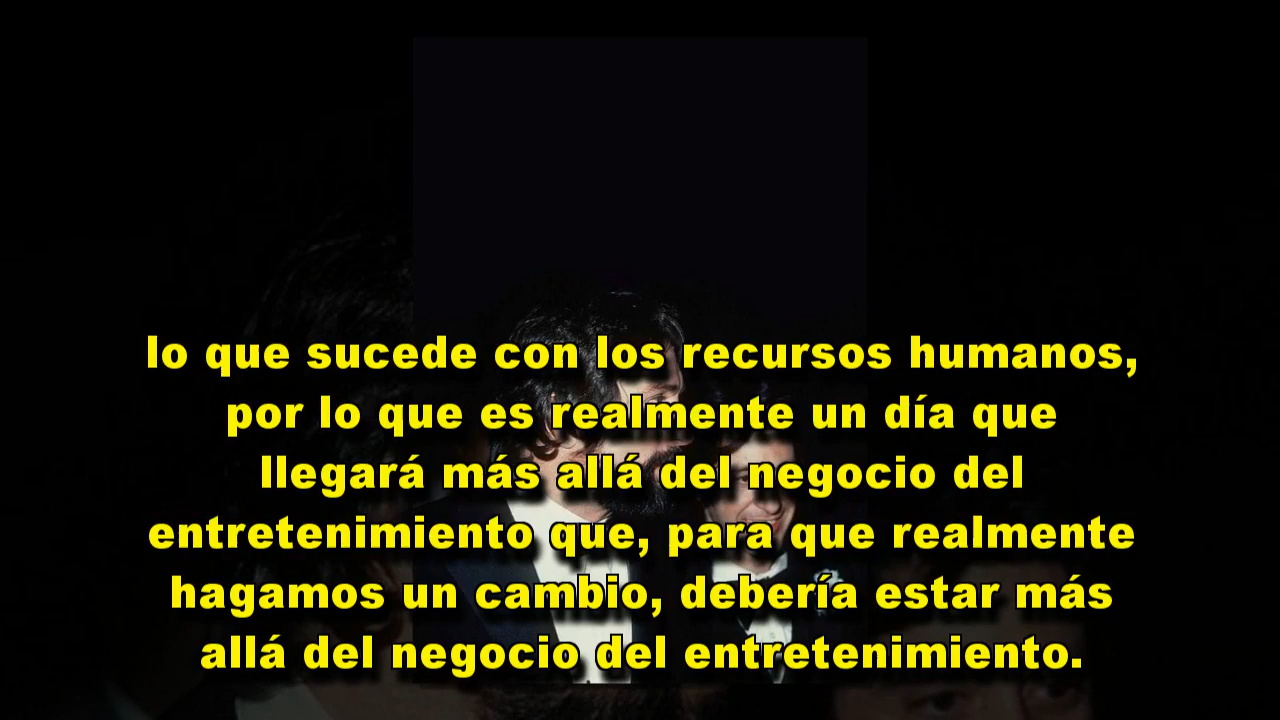 lo que sucede con los recursos humanos,
por lo que es realmente un día que
llegará más allá del negocio del
entretenimiento que, para que realmente
hagamos un cambio, debería estar más
allá del negocio del entretenimiento.